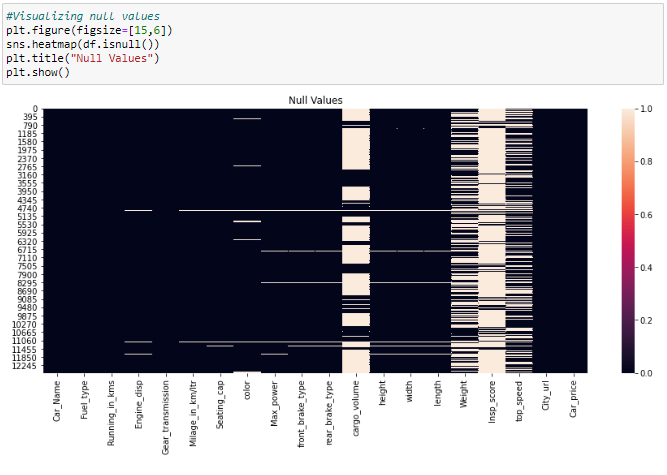 #Visualizing null values
plt.figure(figsize=[15,6])
sns.heatmap(df.isnull())
plt.title("Null Values")
plt.show()
Null Values
0
395
790
1185
1580
1975
2370
2765
3160
3555
3950
4345
4740
5135
5530
5925
6320
6715
7110
7505
7900
8295
8690
9085
9480
9875
10270
10665
11060
11455
11850
12245
1.0
0.8
0.6
0.4
0.2
0.0
Car_Name
Fuel_type
Running_in_kms
Engine_disp
Gear_transmission
Milage_in_km/ltr
Seating_cap
color
Max_power
front_brake_type
rear_brake_type
cargo_volume
height
width
length
Weight
Insp_score
top_speed
City_url
Car_price